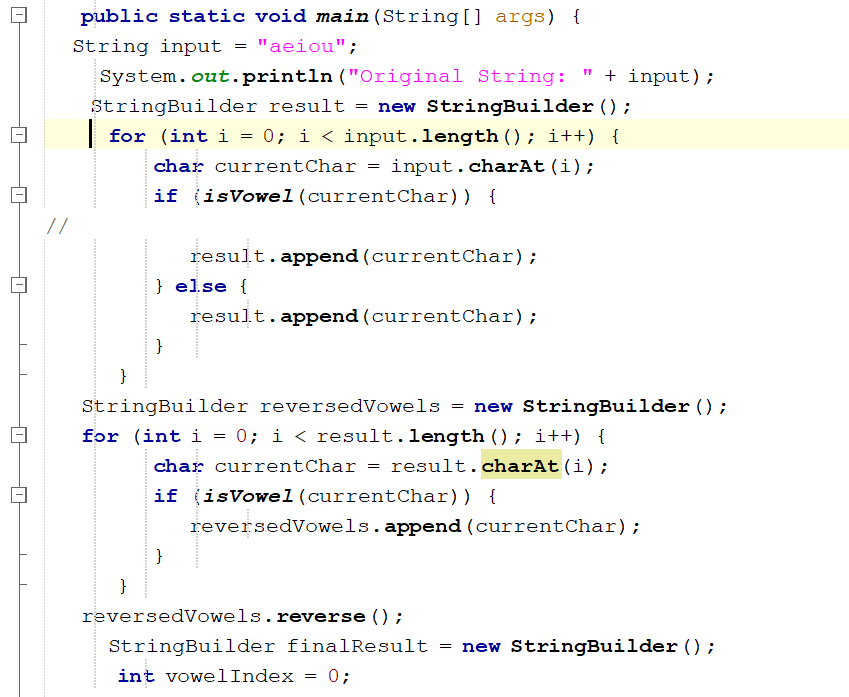 public static void main(String[] args) {
String input = "aeiou";
System.out.println("Original String: " + input);
StringBuilder result = new StringBuilder();
for (int i = 0; i < input.length(); i++) {
char currentChar = input.charAt(i);
if (isVowel(currentChar)) {
//
result.append(currentChar);
} else {
result.append(currentChar);
}
}
StringBuilder reversedVowels = new StringBuilder();
for (int i = 0; i < result.length(); i++) {
char currentChar = result.charAt(i);
if (isVowel(currentChar)) {
reversedVowels.append(currentChar);
}
}
reversedVowels.reverse();
StringBuilder finalResult = new StringBuilder();
int vowelIndex = 0;